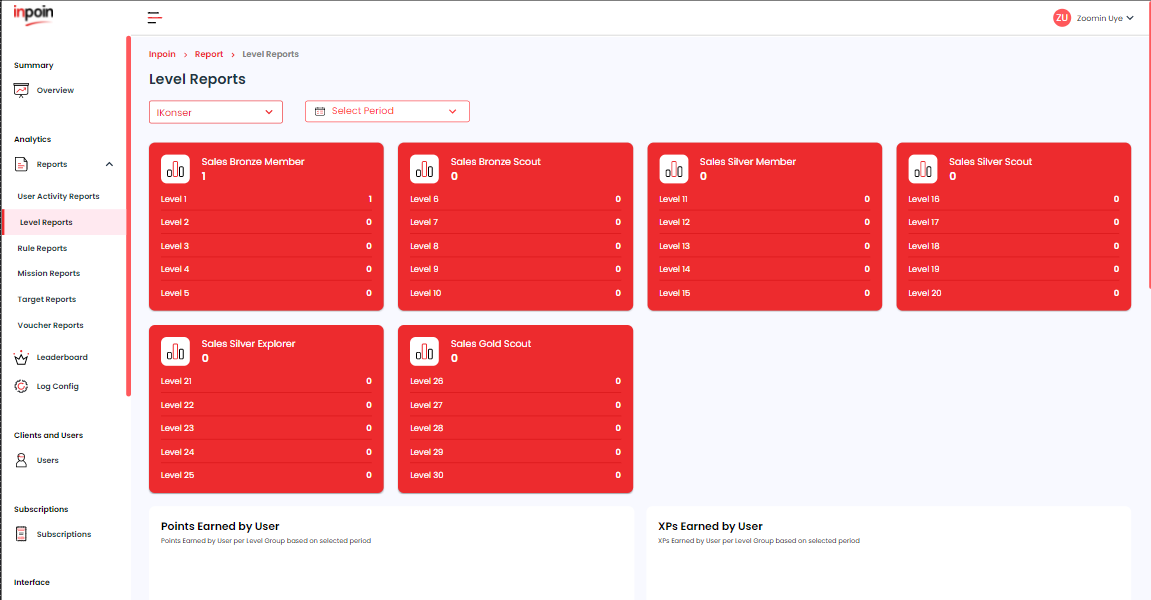 inpoin
ZU Zoomin Uye
Summary
Overview
Analytics
Reports
User Activity Reports
Level Reports
Rule Reports
Mission Reports
Target Reports
Voucher Reports
Leaderboard
Log Config
Clients and Users
Users
Subscriptions
Subscriptions
Interface
Inpoin > Report > Level Reports
Level Reports
IKonser
Select Period
Sales Bronze Member
1
Level 1 1
Level 2 0
Level 3 0
Level 4 0
Level 5 0
Sales Bronze Scout
0
Level 6 0
Level 7 0
Level 8 0
Level 9 0
Level 10 0
Sales Silver Member
0
Level 11 0
Level 12 0
Level 13 0
Level 14 0
Level 15 0
Sales Silver Scout
0
Level 16 0
Level 17 0
Level 18 0
Level 19 0
Level 20 0
Sales Silver Explorer
0
Level 21 0
Level 22 0
Level 23 0
Level 24 0
Level 25 0
Sales Gold Scout
0
Level 26 0
Level 27 0
Level 28 0
Level 29 0
Level 30 0
Points Earned by User
Points Earned by User per Level Group based on selected period
XPs Earned by User
XPs Earned by User per Level Group based on selected period